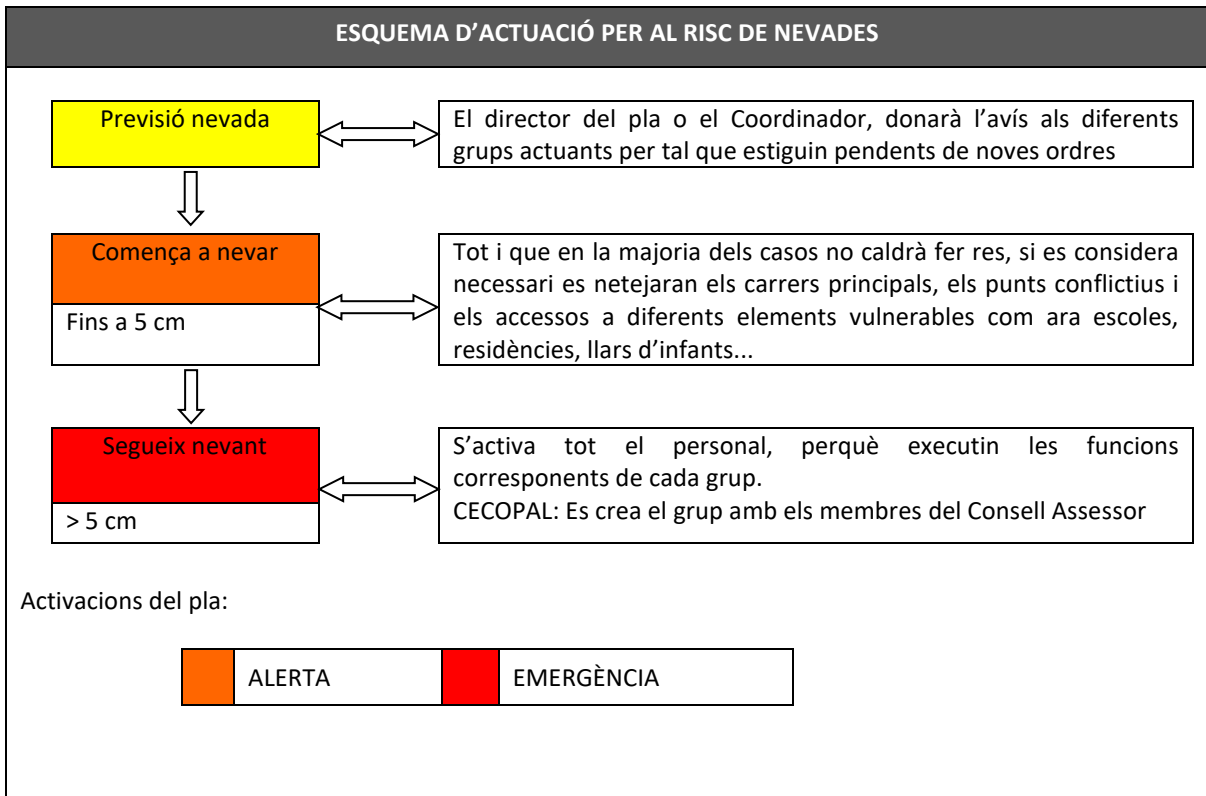 ESQUEMA D'ACTUACIÓ PER AL RISC DE NEVADES
Previsió nevada
El director del pla o el Coordinador, donarà l'avís als diferents
grups actuants per tal que estiguin pendents de noves ordres
Comença a nevar
Fins a 5 cm
Tot i que en la majoria dels casos no caldrà fer res, si es considera
necessari es netejaran els carrers principals, els punts conflictius i
els accessos a diferents elements vulnerables com ara escoles,
residències, llars d'infants...
Segueix nevant
> 5 cm
S'activa tot el personal, perquè executin les funcions
corresponents de cada grup.
CECOPAL: Es crea el grup amb els membres del Consell Assessor
Activacions del pla:
ALERTA
EMERGÈNCIA